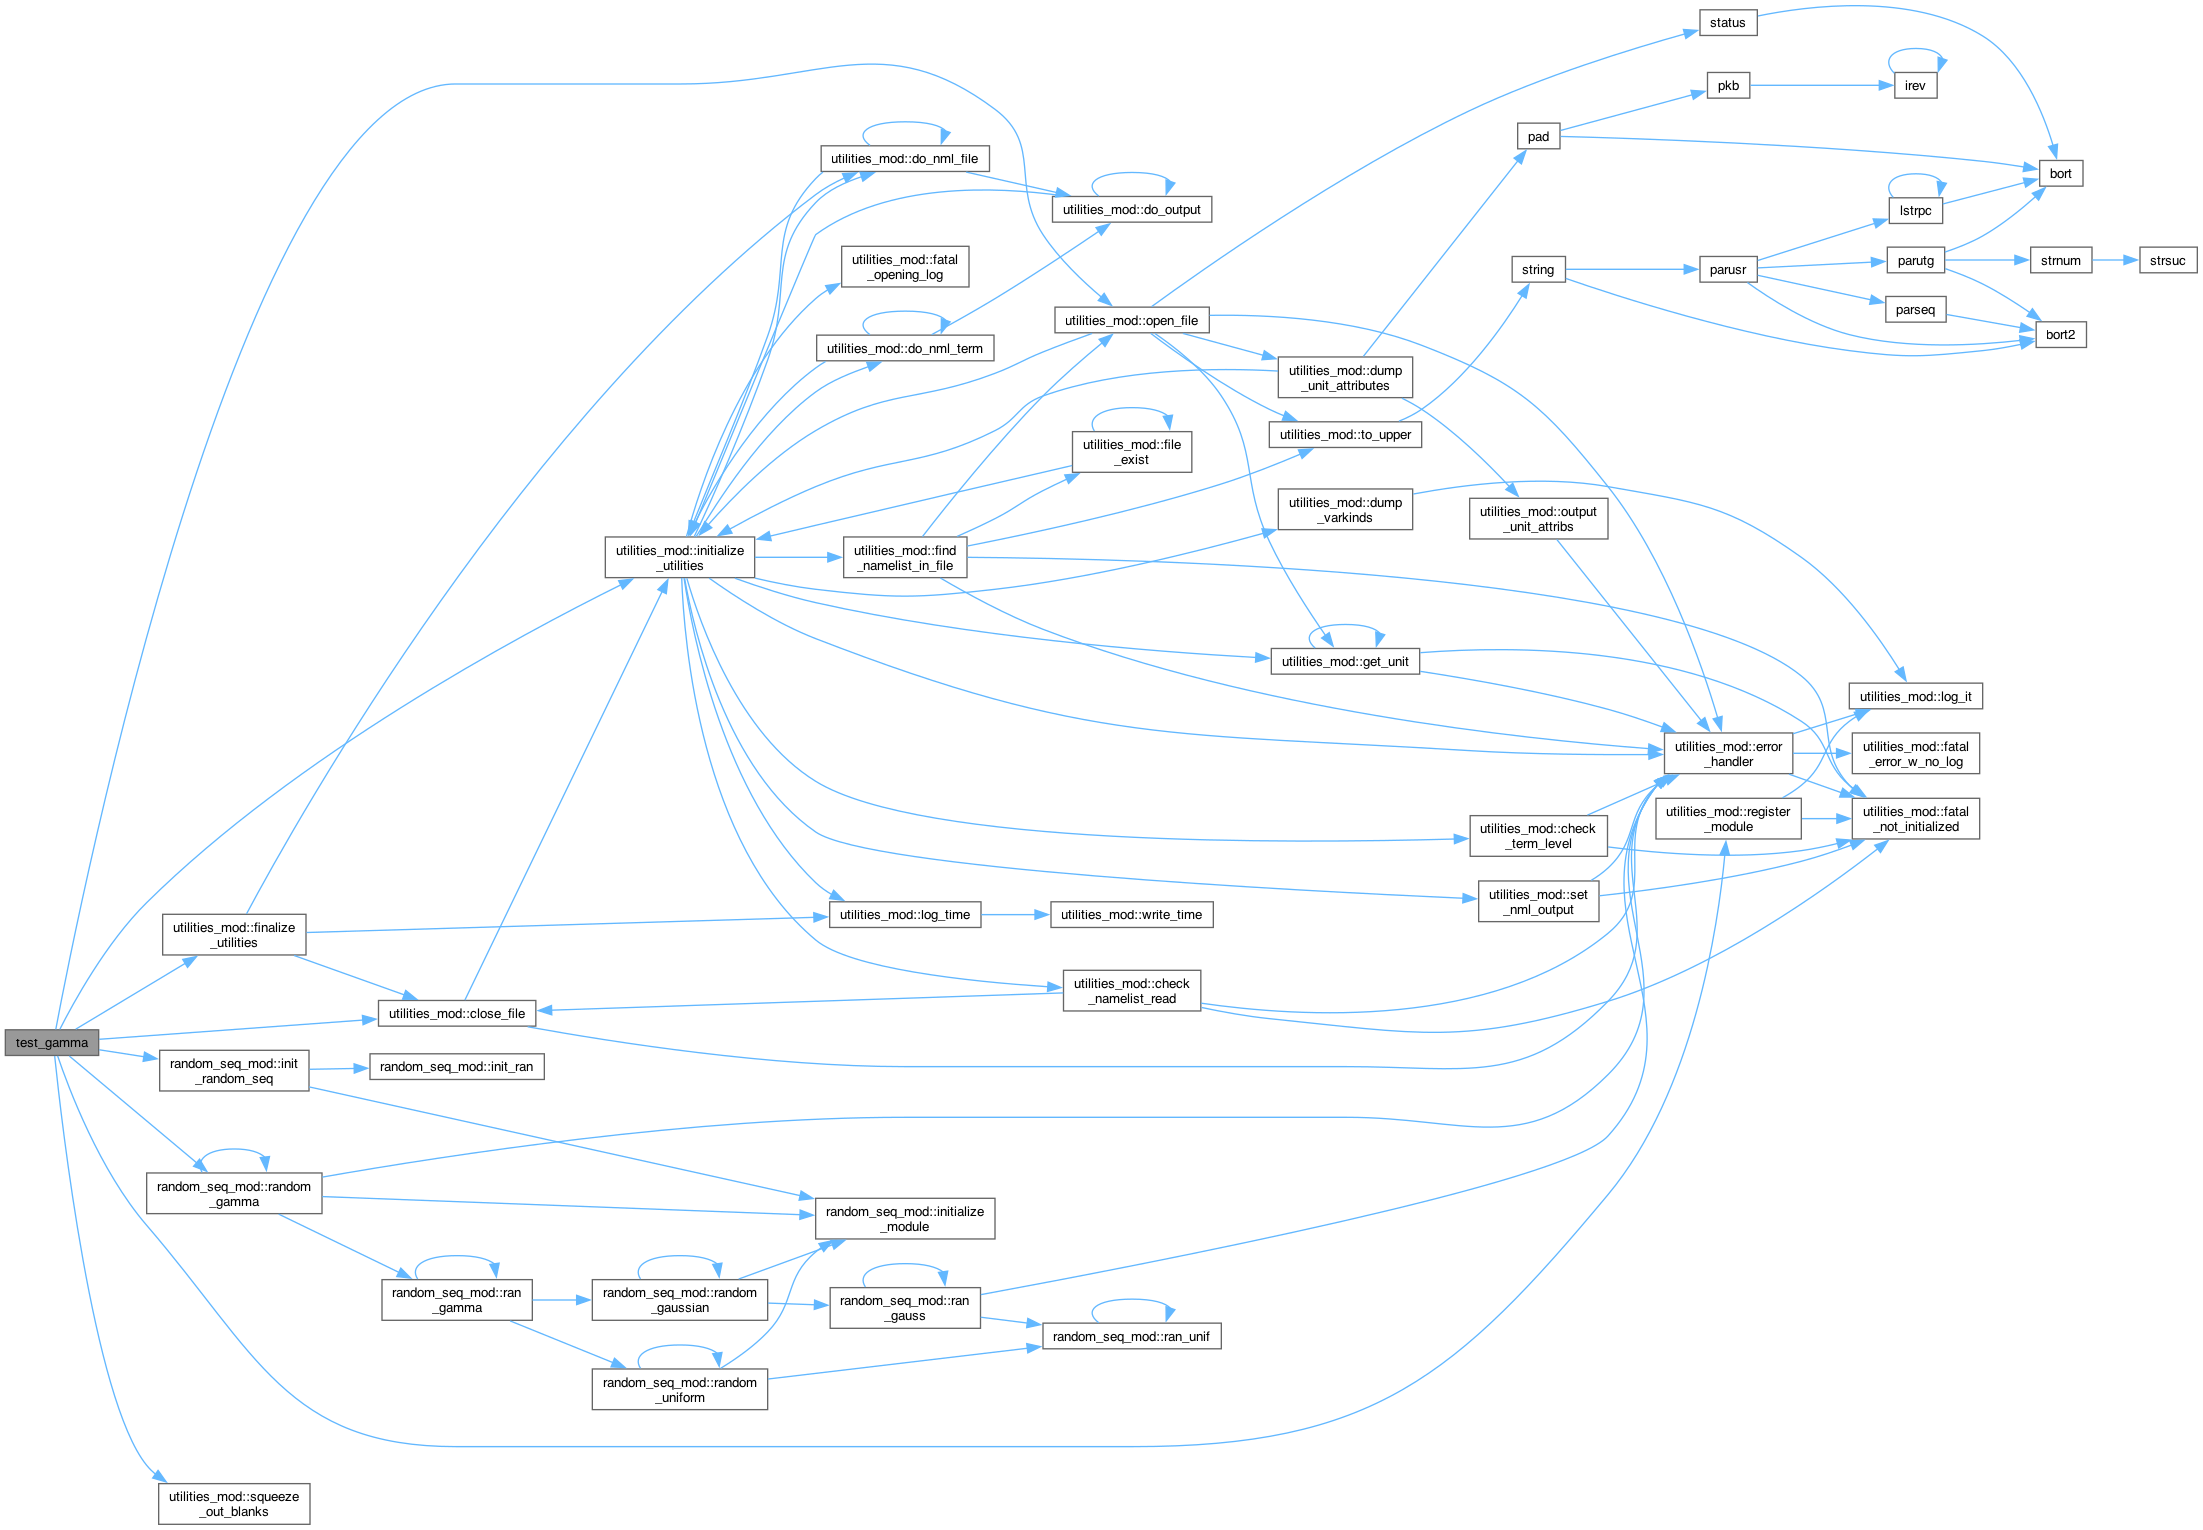 status
pkb
irev
pad
utilities_mod::do_nml_file
bort
utilities_mod::do_output
lstrpc
utilities_mod::fatal
_opening_log
string
parusr
parutg
strnum
strsuc
parseq
utilities_mod::open_file
bort2
utilities_mod::do_nml_term
utilities_mod::dump
_unit_attributes
utilities_mod::to_upper
utilities_mod::file
_exist
utilities_mod::dump
_varkinds
utilities_mod::output
_unit_attribs
utilities_mod::initialize
_utilities
utilities_mod::find
_namelist_in_file
utilities_mod::get_unit
utilities_mod::log_it
utilities_mod::error
_handler
utilities_mod::fatal
_error_w_no_log
utilities_mod::register
_module
utilities_mod::fatal
_not_initialized
utilities_mod::check
_term_level
utilities_mod::set
_nml_output
utilities_mod::log_time
utilities_mod::write_time
utilities_mod::finalize
_utilities
utilities_mod::check
_namelist_read
utilities_mod::close_file
test_gamma
random_seq_mod::init
_random_seq
random_seq_mod::init_ran
random_seq_mod::random
_gamma
random_seq_mod::initialize
_module
random_seq_mod::ran
_gamma
random_seq_mod::random
_gaussian
random_seq_mod::ran
_gauss
random_seq_mod::ran_unif
random_seq_mod::random
_uniform
utilities_mod::squeeze
_out_blanks